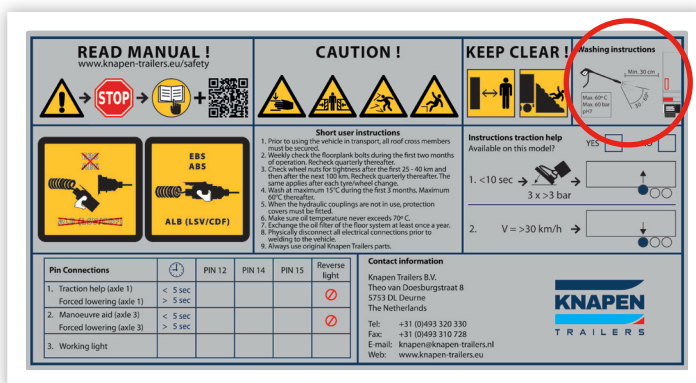 READ MANUAL !
www.knapen-trailers.eu/safety
STOP
CAUTION !
KEEP CLEAR !
Washing instructions
Min. 30 cm
Max. 60° C
Max. 60 bar
EBS
ABS
ALB (LSV/CDF)
Short user
instructions
1. Prior to using the vehicle in transport, all roof cross members
must be secured.
2. Weekly check the floorplank bolts during the first two months
of operation. Recheck quarterly thereafter.
3. Check wheel nuts for tightness after the first 25 - 40 km and
then after the next 100 km. Recheck quarterly thereafter. The
same applies after each tyre/wheel change.
4. Wash at maximum 15°C during the first 3 months. Maximum
60°C thereafter.
5. When the hydraulic couplings are not in use, protection
covers must be fitted.
6. Make sure oil temperature never exceeds 70° C.
7. Exchange the oil filter of the floor system at least once a year.
8. Physically disconnect all electrical connections prior to
welding to the vehicle.
9. Always use original Knapen Trailers parts.
Instructions traction help
Available on this model?
YES
NO
1. <10 sec
3 x >3 bar
2. V = >30 km/h
Pin Connections
PIN 12
PIN 14
PIN 15
Reverse
light
1. Traction help (axle 1)
< 5 sec
Forced lowering (axle 1)
> 5 sec
2. Manoeuvre aid (axle 3)
< 5 sec
Forced lowering (axle 3)
> 5 sec
3. Working light
Contact information
Knapen Trailers B.V.
Theo van Doesburgstraat 8
5753 DL Deurne
The Netherlands
Tel: +31 (0)493 320 330
Fax: +31 (0)493 310 728
E-mail: knapen@knapen-trailers.nl
Web: www.knapen-trailers.eu
KNAPEN
TRAILERS